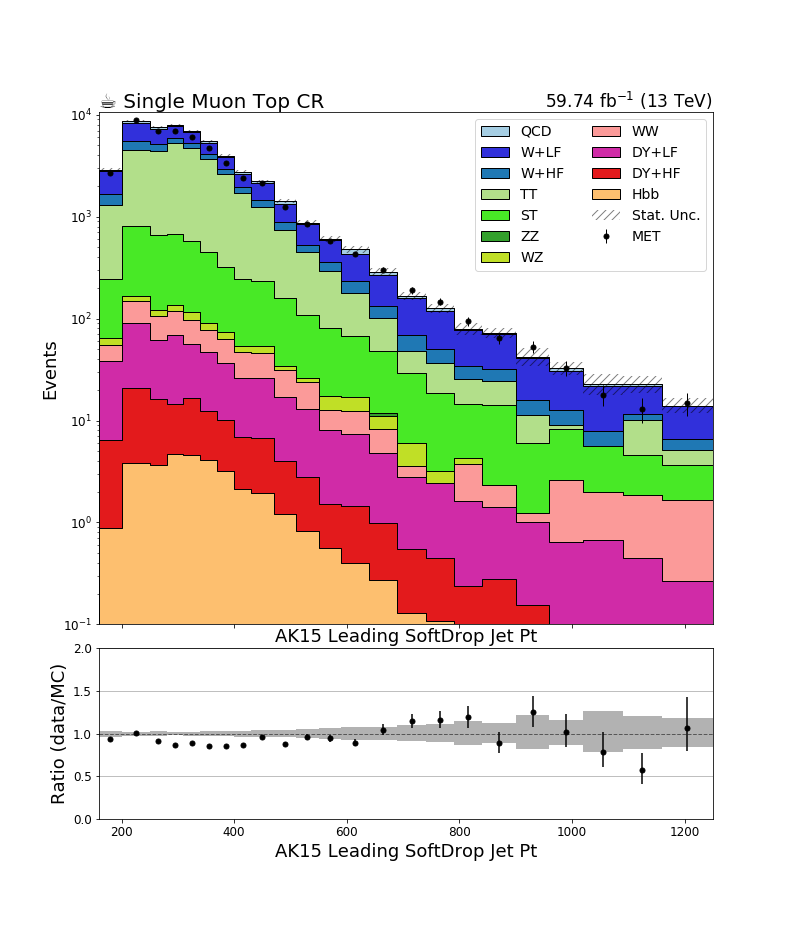 ☕ Single Muon Top CR
59.74 fb⁻¹ (13 TeV)
QCD WW
W+LF DY+LF
W+HF DY+HF
TT Hbb
ST Stat. Unc.
ZZ MET
WZ
Events
10⁴
10³
10²
10¹
10⁰
10⁻¹
AK15 Leading SoftDrop Jet Pt
Ratio (data/MC)
2.0
1.5
1.0
0.5
0.0
200 400 600 800 1000 1200
AK15 Leading SoftDrop Jet Pt